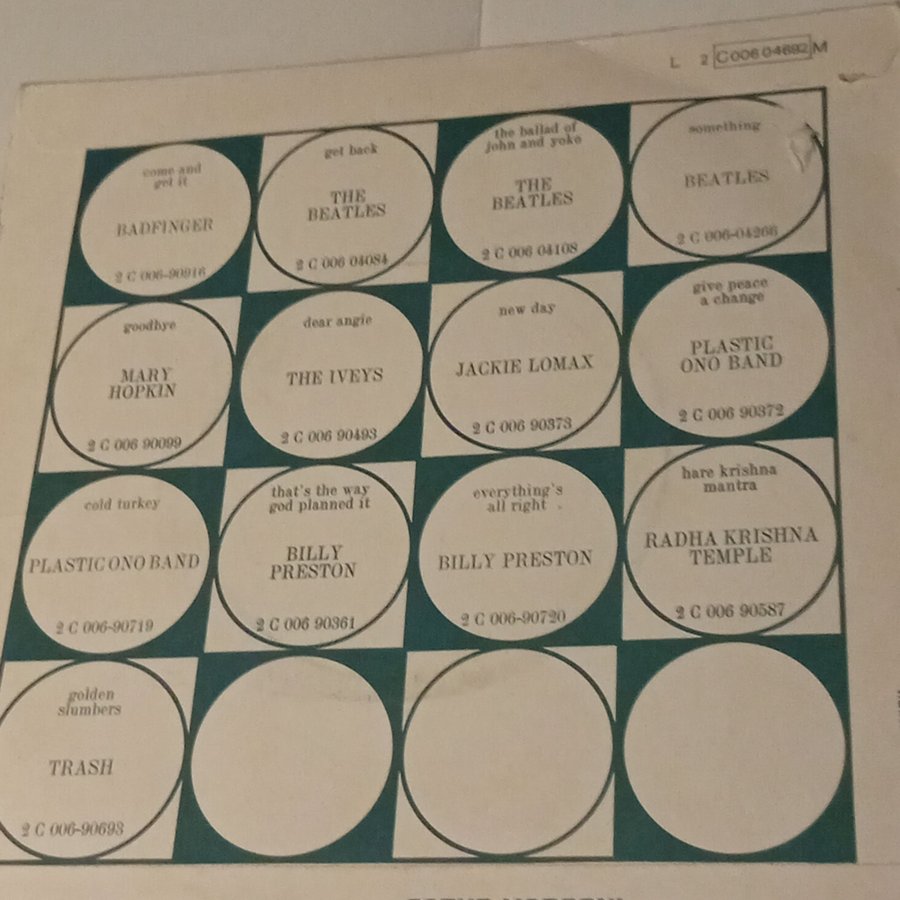 L 2 C006 04692 M
come and
get it
BADFINGER
2 C 006-90916
get back
THE
BEATLES
2 C 006 04084
the ballad of
john and yoko
THE
BEATLES
2 C 006 04108
something
BEATLES
2 C 006-04266
goodbye
MARY
HOPKIN
2 C 006 90099
dear angie
THE IVEYS
2 C 006 90493
new day
JACKIE LOMAX
2 C 006 90373
give peace
a change
PLASTIC
ONO BAND
2 C 006 90372
cold turkey
PLASTIC ONO BAND
2 C 006-90719
that's the way
god planned it
BILLY
PRESTON
2 C 006 90361
everything's
all right
BILLY PRESTON
2 C 006-90720
hare krishna
mantra
RADHA KRISHNA
TEMPLE
2 C 006 90587
golden
slumbers
TRASH
2 C 006-90693